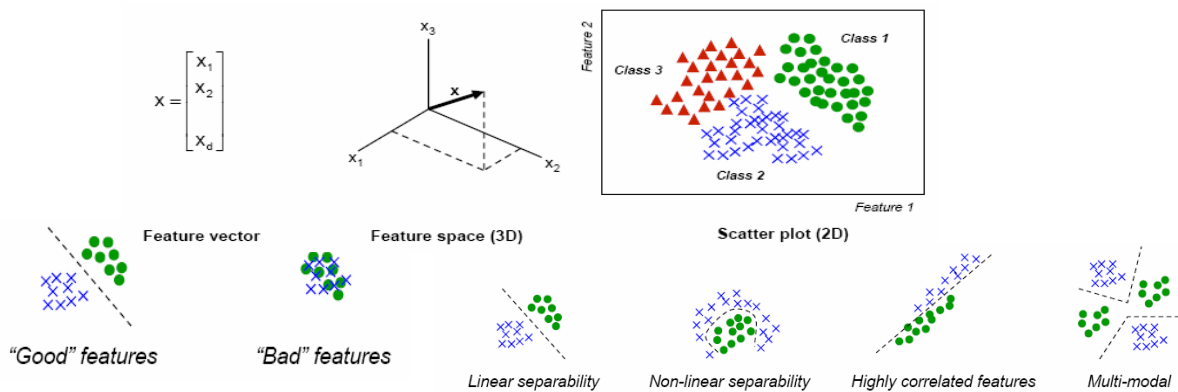 x =
x1
x2
xd
x3
x
x1
x2
Feature 2
Class 1
Class 3
Class 2
Feature 1
Feature vector
Feature space (3D)
Scatter plot (2D)
"Good" features
"Bad" features
Linear separability
Non-linear separability
Highly correlated features
Multi-modal